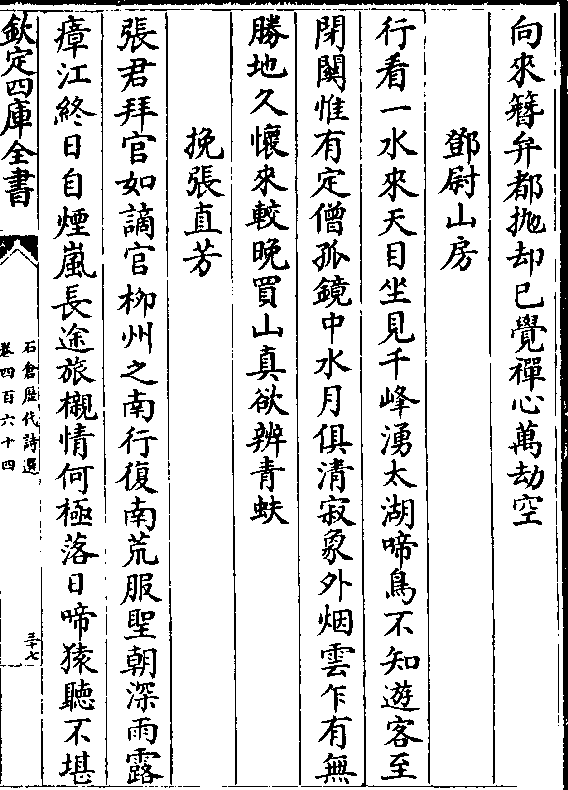 向來簪弁都抛却已覺禪心萬劫空
鄧尉山房
行看一水來天目坐見千峰湧太湖啼鳥不知遊客至
閉關惟有定僧孤鏡中水月俱清寂象外烟雲乍有無
勝地久懷來較晚買山真欲辨青蚨
挽張直芳
張君拜官如謫官柳州之南行復南荒服聖朝深雨露
瘴江終日自煙嵐長途旅櫬情何極落日啼猿聽不堪
欽定四庫全書
石倉歷代詩選
卷四百六十四
三十七